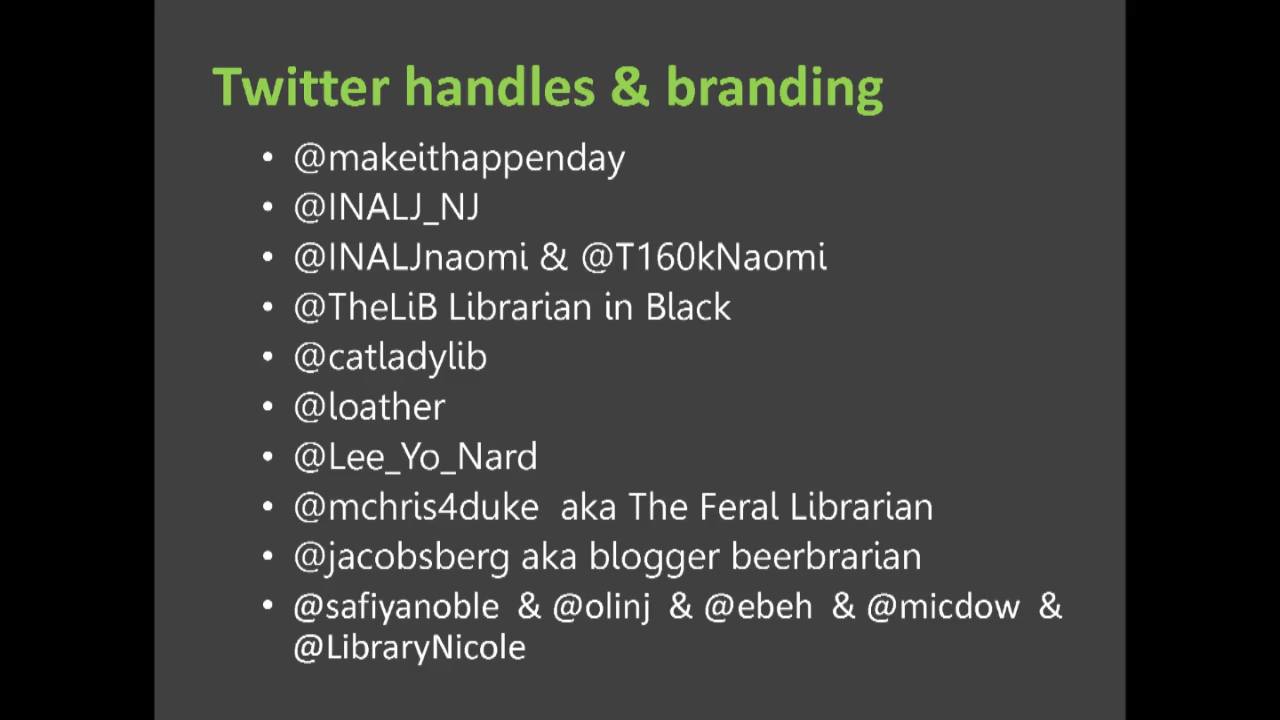 Twitter handles & branding
• @makeithappenday
• @INALJ_NJ
• @INALJnaomi & @T160kNaomi
• @TheLiB Librarian in Black
• @catladylib
• @loather
• @Lee_Yo_Nard
• @mchris4duke aka The Feral Librarian
• @jacobsberg aka blogger beerbrarian
• @safiyanoble & @olinj & @ebeh & @micdow &
@LibraryNicole